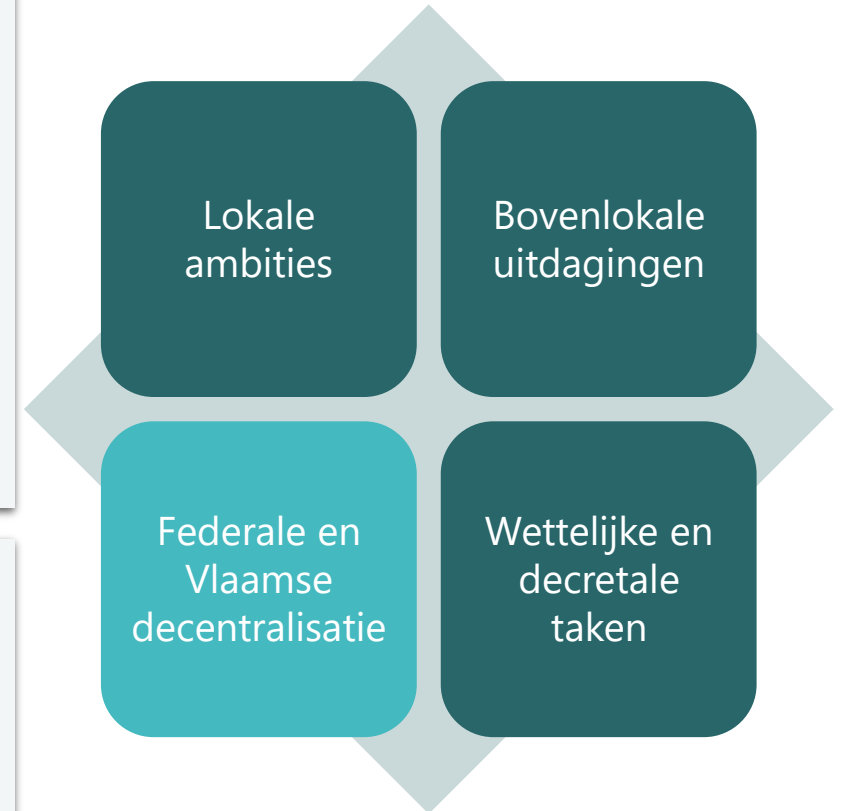 Lokale
ambities
Bovenlokale
uitdagingen
Federale en
Vlaamse
decentralisatie
Wettelijke en
decretale
taken